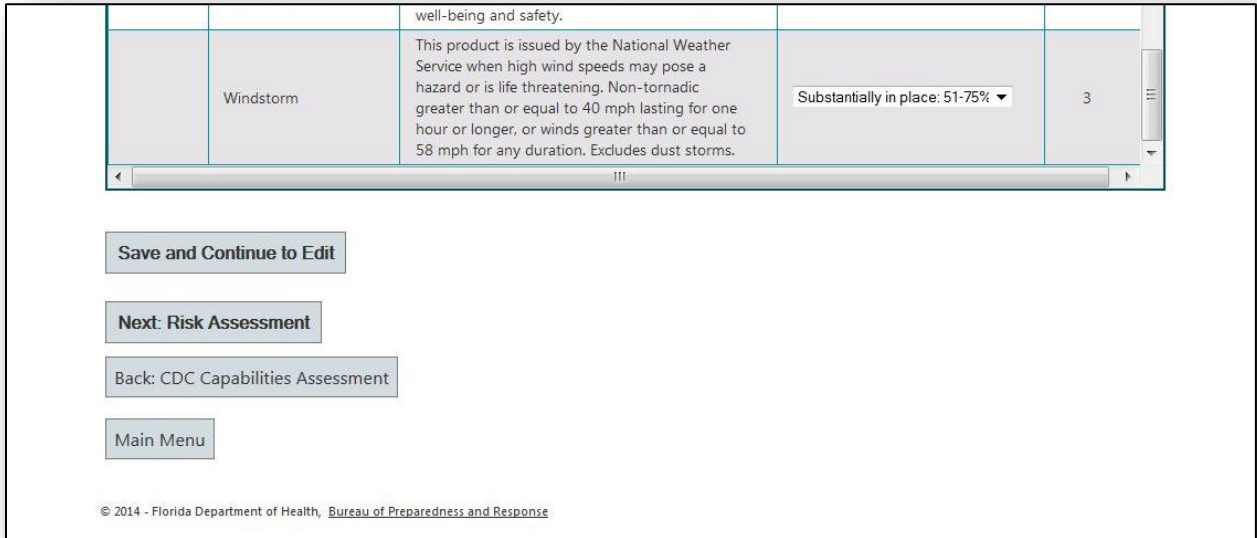 well-being and safety.
This product is issued by the National Weather
Service when high wind speeds may pose a
hazard or is life threatening. Non-tornadic
Windstorm
greater than or equal to 40 mph lasting for one
hour or longer, or winds greater than or equal to
58 mph for any duration. Excludes dust storms.
Substantially in place: 51-75%
3
Save and Continue to Edit
Next: Risk Assessment
Back: CDC Capabilities Assessment
Main Menu
© 2014 - Florida Department of Health, Bureau of Preparedness and Response